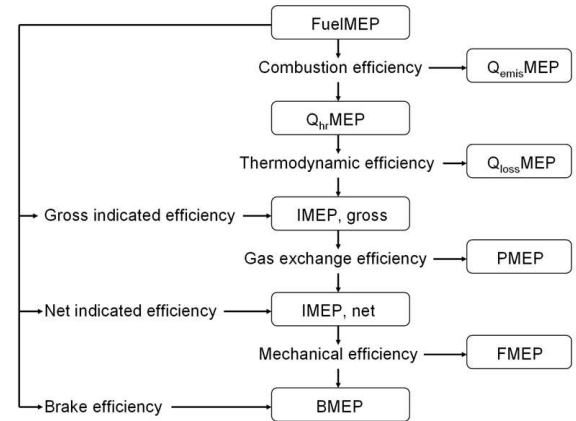 FuelMEP
Combustion efficiency
QemisMEP
QhrMEP
Thermodynamic efficiency
QlossMEP
Gross indicated efficiency
IMEP, gross
Gas exchange efficiency
PMEP
Net indicated efficiency
IMEP, net
Mechanical efficiency
FMEP
Brake efficiency
BMEP